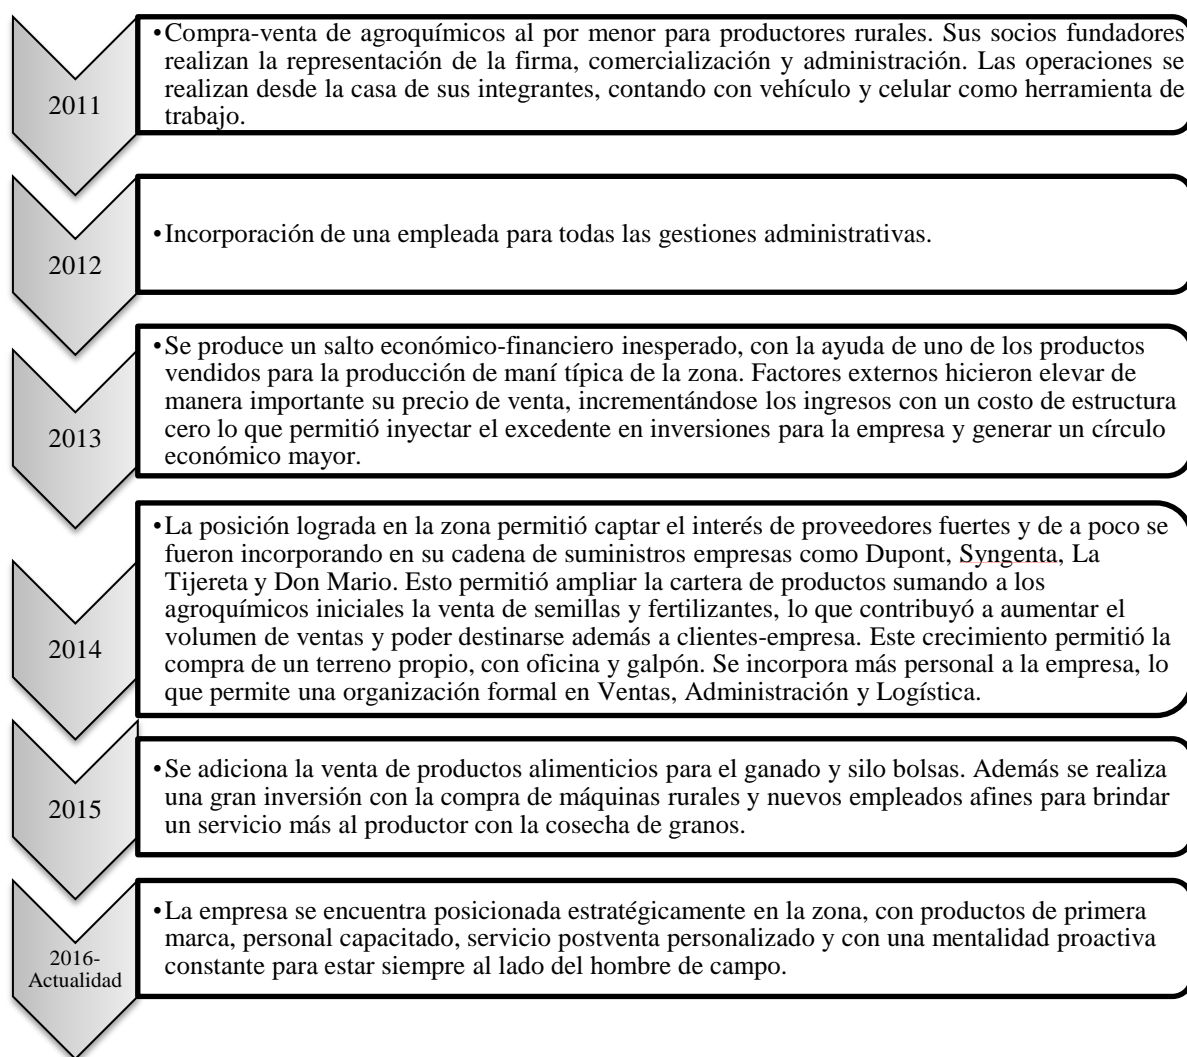 2011
•Compra-venta de agroquímicos al por menor para productores rurales. Sus socios fundadores
realizan la representación de la firma, comercialización y administración. Las operaciones se
realizan desde la casa de sus integrantes, contando con vehículo y celular como herramienta de
trabajo.
2012
•Incorporación de una empleada para todas las gestiones administrativas.
2013
•Se produce un salto económico-financiero inesperado, con la ayuda de uno de los productos
vendidos para la producción de maní típica de la zona. Factores externos hicieron elevar de
manera importante su precio de venta, incrementándose los ingresos con un costo de estructura
cero lo que permitió inyectar el excedente en inversiones para la empresa y generar un círculo
económico mayor.
2014
•La posición lograda en la zona permitió captar el interés de proveedores fuertes y de a poco se
fueron incorporando en su cadena de suministros empresas como Dupont, Syngenta, La
Tijereta y Don Mario. Esto permitió ampliar la cartera de productos sumando a los
agroquímicos iniciales la venta de semillas y fertilizantes, lo que contribuyó a aumentar el
volumen de ventas y poder destinarse además a clientes-empresa. Este crecimiento permitió la
compra de un terreno propio, con oficina y galpón. Se incorpora más personal a la empresa, lo
que permite una organización formal en Ventas, Administración y Logística.
2015
•Se adiciona la venta de productos alimenticios para el ganado y silo bolsas. Además se realiza
una gran inversión con la compra de máquinas rurales y nuevos empleados afines para brindar
un servicio más al productor con la cosecha de granos.
2016-
Actualidad
•La empresa se encuentra posicionada estratégicamente en la zona, con productos de primera
marca, personal capacitado, servicio postventa personalizado y con una mentalidad proactiva
constante para estar siempre al lado del hombre de campo.